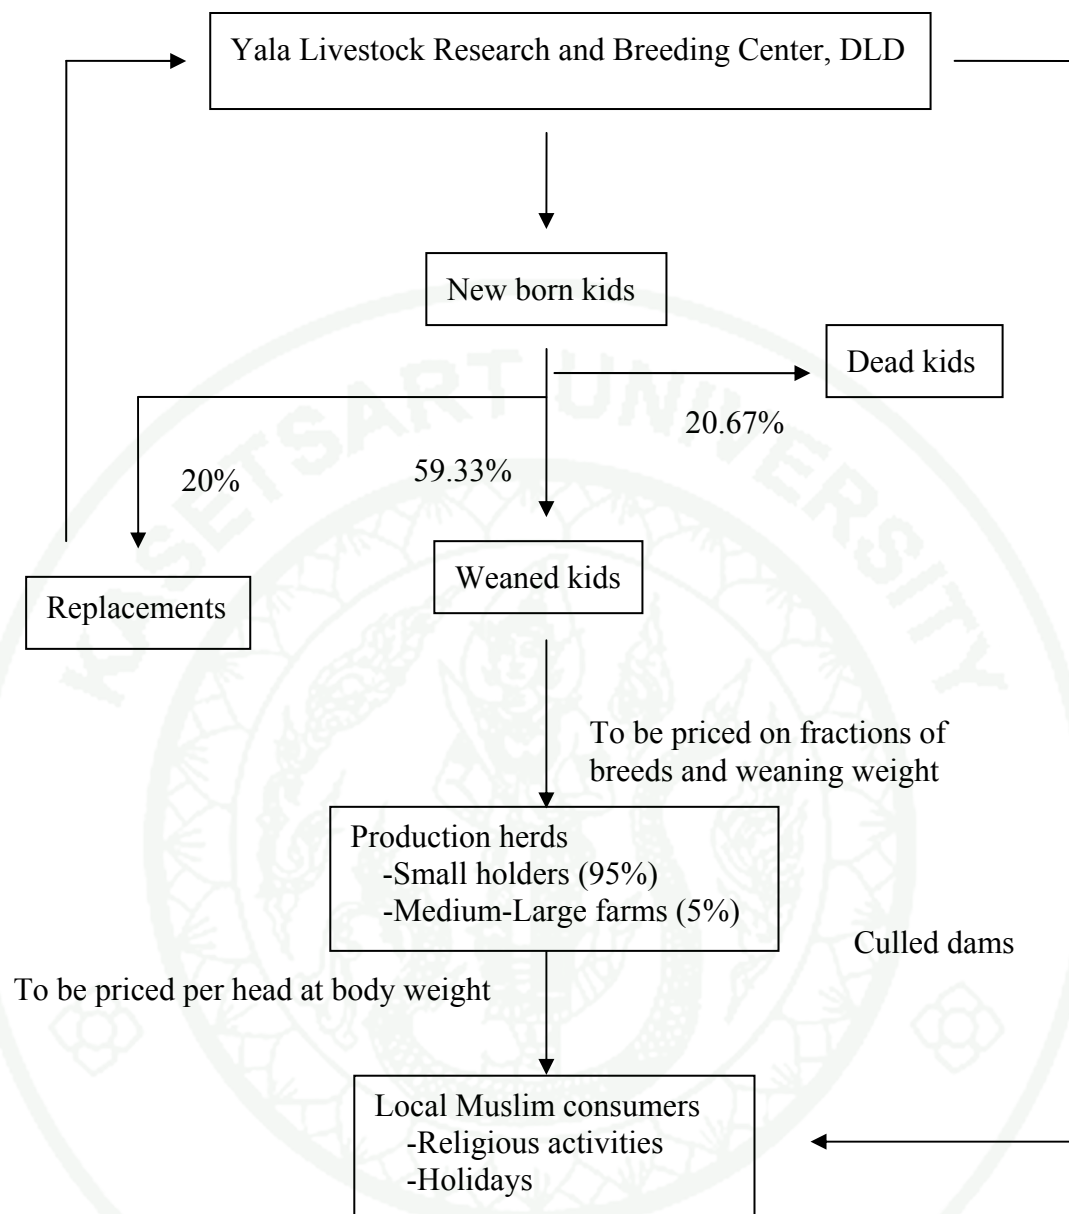 Yala Livestock Research and Breeding Center, DLD
New born kids
Dead kids
20.67%
20%
59.33%
Weaned kids
Replacements
To be priced on fractions of
breeds and weaning weight
Production herds
-Small holders (95%)
-Medium-Large farms (5%)
Culled dams
To be priced per head at body weight
Local Muslim consumers
-Religious activities
-Holidays
KASETSART UNIVERSITY